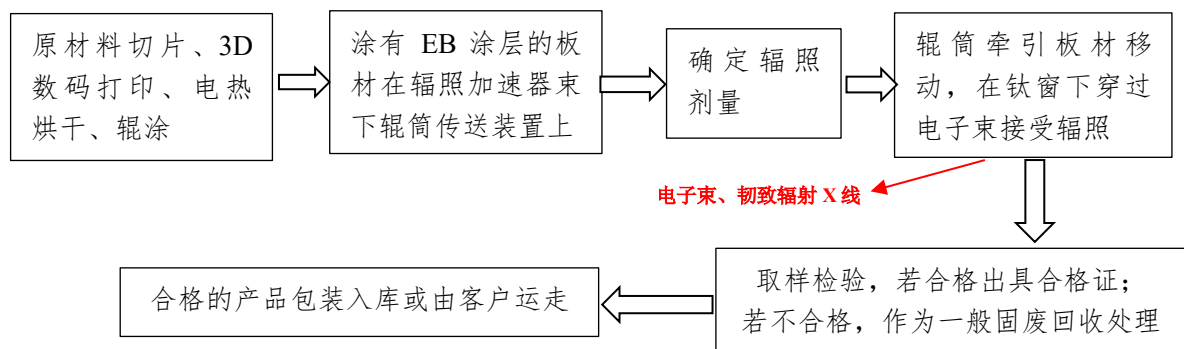 原材料切片、3D
数码打印、电热
烘干、辊涂
涂有 EB 涂层的板
材在辐照加速器束
下辊筒传送装置上
确定辐照
剂量
辊筒牵引板材移
动，在钛窗下穿过
电子束接受辐照
电子束、韧致辐射 X 线
取样检验，若合格出具合格证；
若不合格，作为一般固废回收处理
合格的产品包装入库或由客户运走